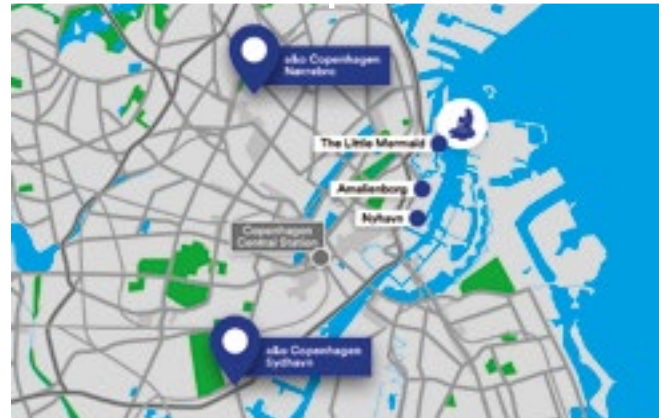 a&o Copenhagen
Nørrebro
The Little Mermaid
Amalienborg
Nyhavn
Copenhagen
Central Station
a&o Copenhagen
Sydhavn